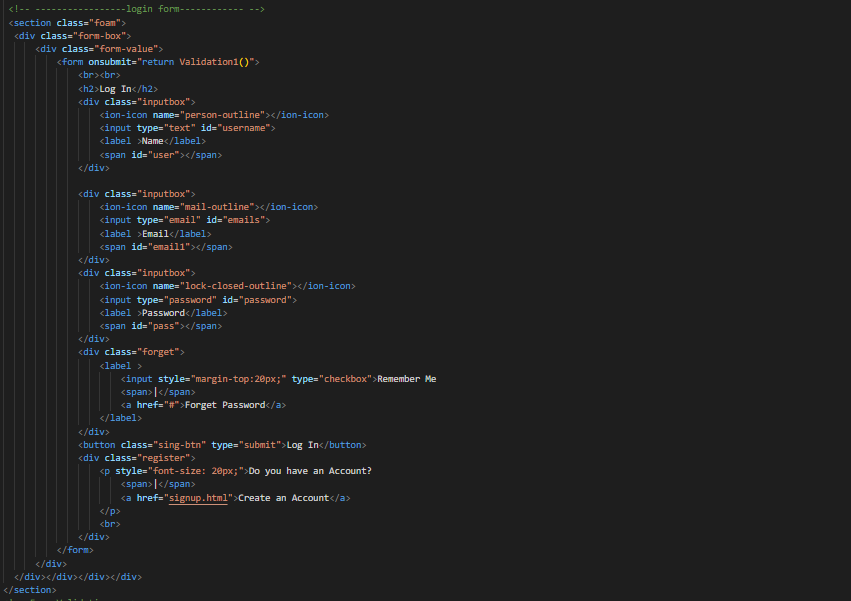 <!-- -----------------login form------------ -->
<section class="foam">
<div class="form-box">
<div class="form-value">
<form onsubmit="return Validation1()">
<br><br>
<h2>Log In</h2>
<div class="inputbox">
<ion-icon name="person-outline"></ion-icon>
<input type="text" id="username">
<label >Name</label>
<span id="user"></span>
</div>
<div class="inputbox">
<ion-icon name="mail-outline"></ion-icon>
<input type="email" id="emails">
<label >Email</label>
<span id="email1"></span>
</div>
<div class="inputbox">
<ion-icon name="lock-closed-outline"></ion-icon>
<input type="password" id="password">
<label >Password</label>
<span id="pass"></span>
</div>
<div class="forget">
<label >
<input style="margin-top:20px;" type="checkbox">Remember Me
<span>|</span>
<a href="#">Forget Password</a>
</label>
</div>
<button class="sing-btn" type="submit">Log In</button>
<div class="register">
<p style="font-size: 20px;">Do you have an Account?
<span>|</span>
<a href="signup.html">Create an Account</a>
</p>
<br>
</div>
</form>
</div>
</div></div></div>
</section>